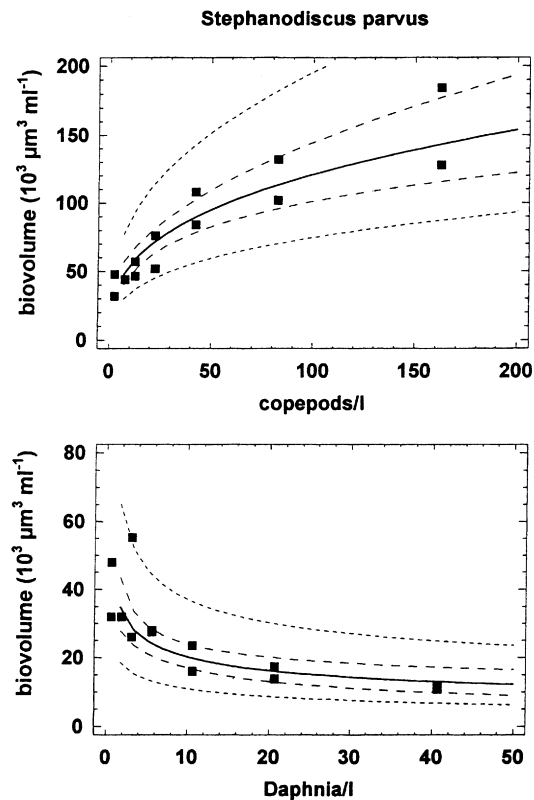 Stephanodiscus parvus
biovolume (10³ µm³ ml⁻¹)
200
150
100
50
0
0 50 100 150 200
copepods/l
biovolume (10³ µm³ ml⁻¹)
80
60
40
20
0
0 10 20 30 40 50
Daphnia/l